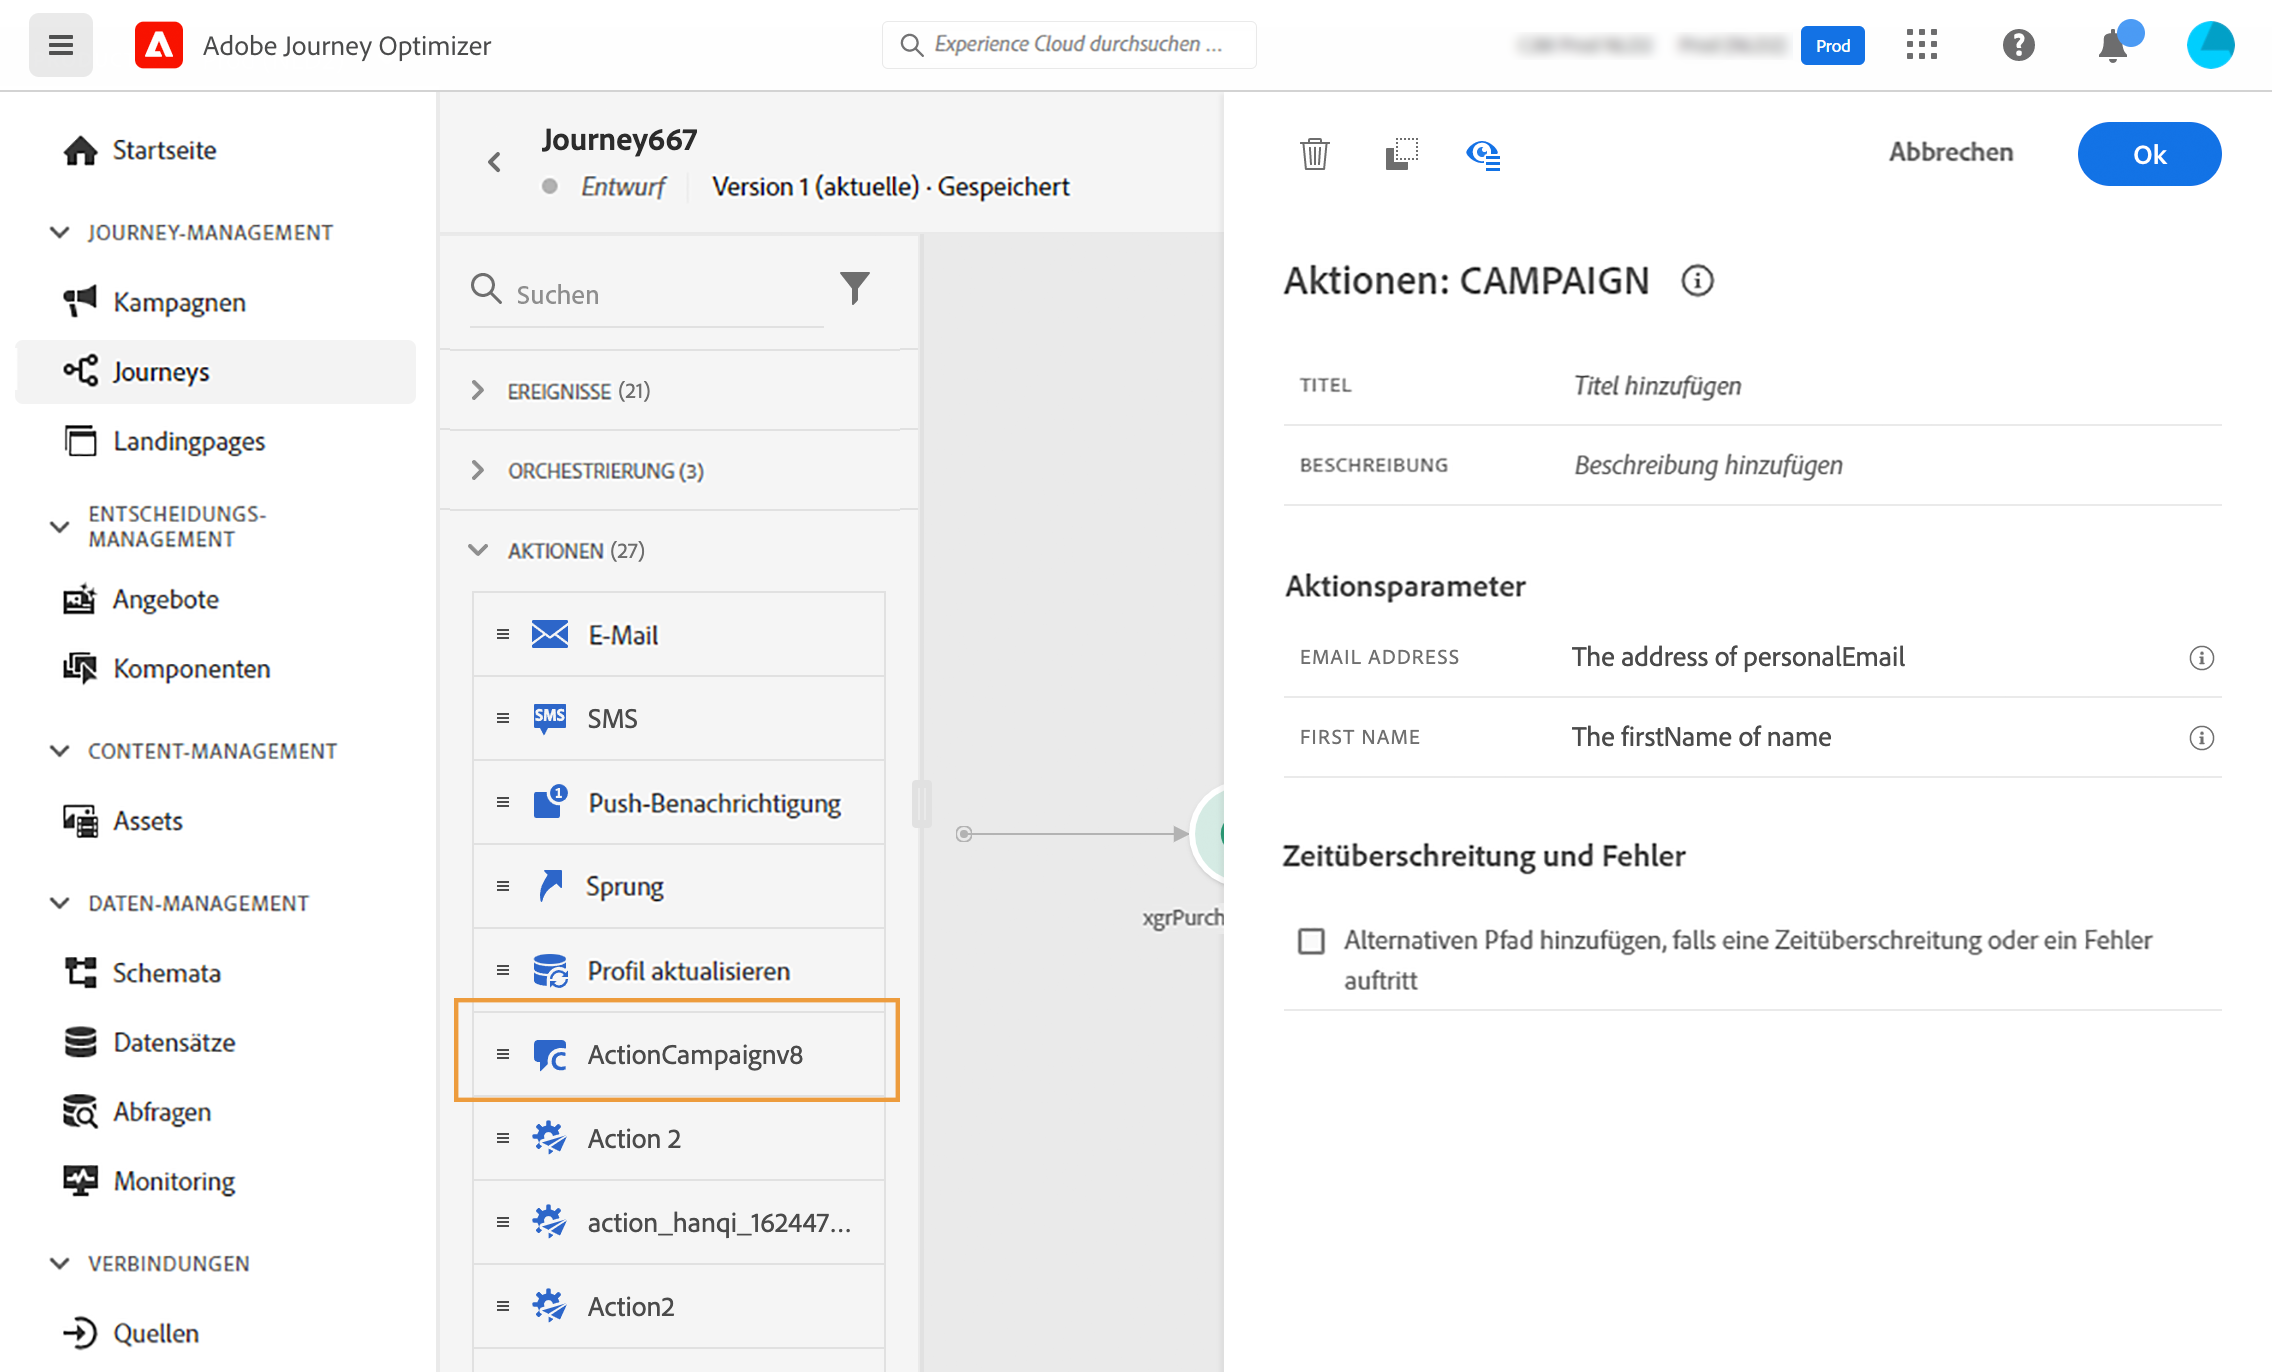 Adobe Journey Optimizer
Experience Cloud durchsuchen ...
Prod
Startseite
JOURNEY-MANAGEMENT
Kampagnen
Journeys
Landingpages
ENTSCHEIDUNGS-
MANAGEMENT
Angebote
Komponenten
CONTENT-MANAGEMENT
Assets
DATEN-MANAGEMENT
Schemata
Datensätze
Abfragen
Monitoring
VERBINDUNGEN
Quellen
Journey667
Entwurf
Version 1 (aktuelle) · Gespeichert
Suchen
EREIGNISSE (21)
ORCHESTRIERUNG (3)
AKTIONEN (27)
E-Mail
SMS
SMS
1
Push-Benachrichtigung
Sprung
Profil aktualisieren
ActionCampaignv8
Action 2
action_hanqi_162447...
Action2
xgrPurch
Abbrechen
Ok
Aktionen: CAMPAIGN
TITEL
Titel hinzufügen
BESCHREIBUNG
Beschreibung hinzufügen
Aktionsparameter
EMAIL ADDRESS
The address of personalEmail
FIRST NAME
The firstName of name
Zeitüberschreitung und Fehler
Alternativen Pfad hinzufügen, falls eine Zeitüberschreitung oder ein Fehler
auftritt